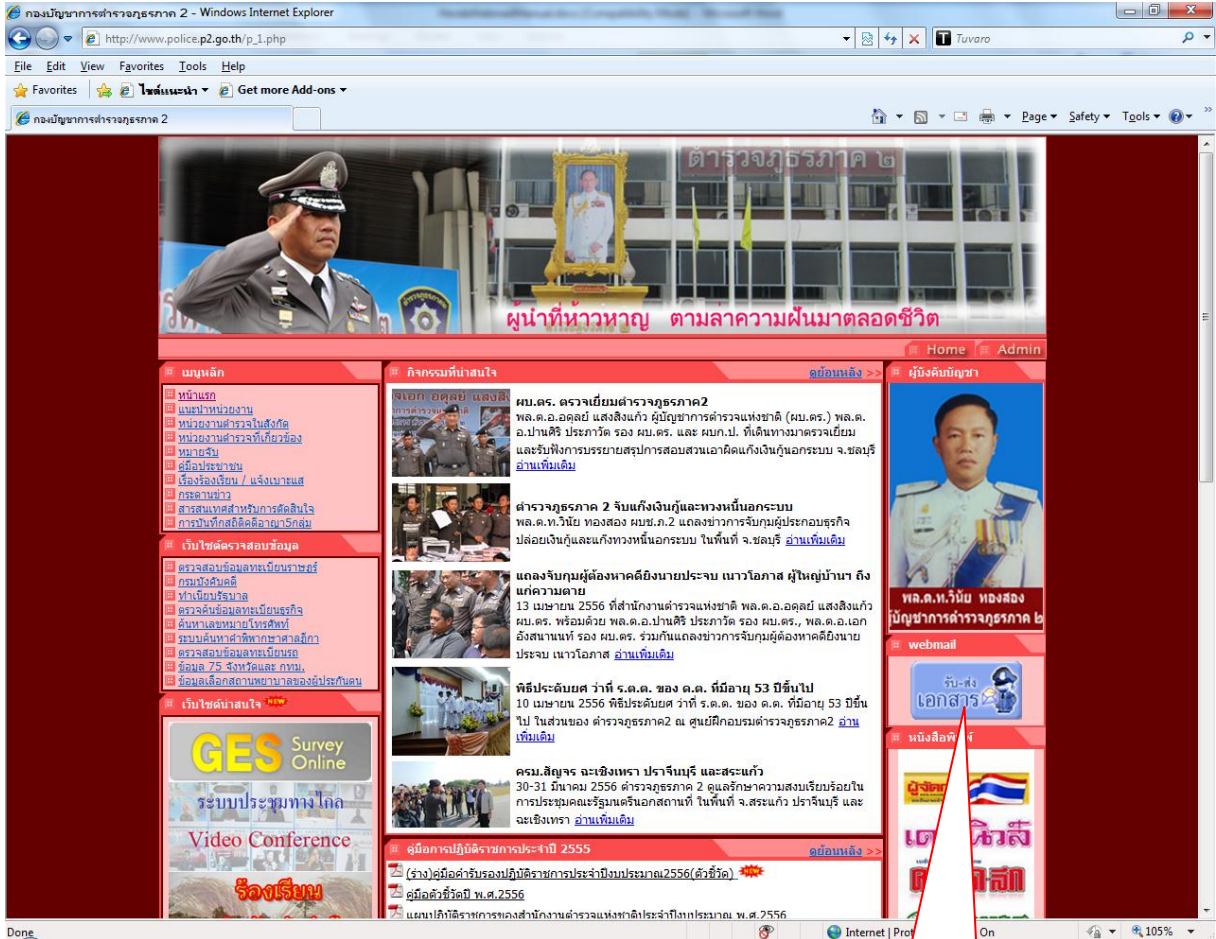 กองบัญชาการตำรวจภูธรภาค 2 - Windows Internet Explorer
http://www.police.p2.go.th/p_1.php
Tuvaro
File Edit View Favorites Tools Help
Favorites ไซต์แนะนำ Get more Add-ons
กองบัญชาการตำรวจภูธรภาค 2
Page Safety Tools
ตำรวจภูธรภาค ๒
ผู้นำที่ห้าวหาญ ตามล่าความฝันมาตลอดชีวิต
Home Admin
เมนูหลัก
หน้าแรก
แนะนำหน่วยงาน
หน่วยงานตำรวจในสังกัด
หน่วยงานตำรวจที่เกี่ยวข้อง
หมายจับ
คู่มือประชาชน
เรื่องร้องเรียน / แจ้งเบาะแส
กระดานข่าว
สารสนเทศสำหรับการตัดสินใจ
การบันทึกสถิติคดีอาญา5กลุ่ม
เว็บไซต์ตรวจสอบข้อมูล
ตรวจสอบข้อมูลทะเบียนราษฎร์
กรมบังคับคดี
ทำเนียบรัฐบาล
ตรวจค้นข้อมูลทะเบียนธุรกิจ
ค้นหาเลขหมายโทรศัพท์
ระบบค้นหาคำพิพากษาศาลฎีกา
ตรวจสอบข้อมูลทะเบียนรถ
ข้อมูล 75 จังหวัดและ กทม.
ข้อมูลเลือกสถานพยาบาลของผู้ประกันตน
เว็บไซต์น่าสนใจ NEW
GES Survey Online
ระบบประชุมทางไกล
Video Conference
ร้องเรียน
กิจกรรมที่น่าสนใจ
ดูย้อนหลัง >>
ผบ.ตร. ตรวจเยี่ยมตำรวจภูธรภาค2
พล.ต.อ.อดุลย์ แสงสิงแก้ว ผู้บัญชาการตำรวจแห่งชาติ (ผบ.ตร.) พล.ต.
อ.ปานศิริ ประภาวัต รอง ผบ.ตร. และ ผบก.ป. ที่เดินทางมาตรวจเยี่ยม
และรับฟังการบรรยายสรุปการสอบสวนเอาผิดแก๊งเงินกู้นอกระบบ จ.ชลบุรี
อ่านเพิ่มเติม
ตำรวจภูธรภาค 2 จับแก๊งเงินกู้และทวงหนี้นอกระบบ
พล.ต.ท.วินัย ทองสอง ผบช.ภ.2 แถลงข่าวการจับกุมผู้ประกอบธุรกิจ
ปล่อยเงินกู้และแก๊งทวงหนี้นอกระบบ ในพื้นที่ จ.ชลบุรี อ่านเพิ่มเติม
แถลงจับกุมผู้ต้องหาคดียิงนายประจบ เนาวโอภาส ผู้ใหญ่บ้านฯ ถึง
แก่ความตาย
13 เมษายน 2556 ที่สำนักงานตำรวจแห่งชาติ พล.ต.อ.อดุลย์ แสงสิงแก้ว
ผบ.ตร. พร้อมด้วย พล.ต.อ.ปานศิริ ประภาวัต รอง ผบ.ตร., พล.ต.อ.เอก
อังสนานนท์ รอง ผบ.ตร. ร่วมกันแถลงข่าวการจับกุมผู้ต้องหาคดียิงนาย
ประจบ เนาวโอภาส อ่านเพิ่มเติม
พิธีประดับยศ ว่าที่ ร.ต.ต. ของ ด.ต. ที่มีอายุ 53 ปีขึ้นไป
10 เมษายน 2556 พิธีประดับยศ ว่าที่ ร.ต.ต. ของ ด.ต. ที่มีอายุ 53 ปีขึ้น
ไป ในส่วนของ ตำรวจภูธรภาค2 ณ ศูนย์ฝึกอบรมตำรวจภูธรภาค2 อ่าน
เพิ่มเติม
ครม.สัญจร ฉะเชิงเทรา ปราจีนบุรี และสระแก้ว
30-31 มีนาคม 2556 ตำรวจภูธรภาค 2 ดูแลรักษาความสงบเรียบร้อยใน
การประชุมคณะรัฐมนตรีนอกสถานที่ ในพื้นที่ จ.สระแก้ว ปราจีนบุรี และ
ฉะเชิงเทรา อ่านเพิ่มเติม
คู่มือการปฏิบัติราชการประจำปี 2555
ดูย้อนหลัง >>
(ร่าง)คู่มือคำรับรองปฏิบัติราชการประจำปีงบประมาณ2556(ตัวชี้วัด) NEW
คู่มือตัวชี้วัดปี พ.ศ.2556
แผนปฏิบัติราชการของสำนักงานตำรวจแห่งชาติประจำปีงบประมาณ พ.ศ.2556
ผู้บังคับบัญชา
พล.ต.ท.วินัย ทองสอง
ผู้บัญชาการตำรวจภูธรภาค ๒
webmail
รับ-ส่ง
เอกสาร
หนังสือพิมพ์
Done
Internet | On 105%